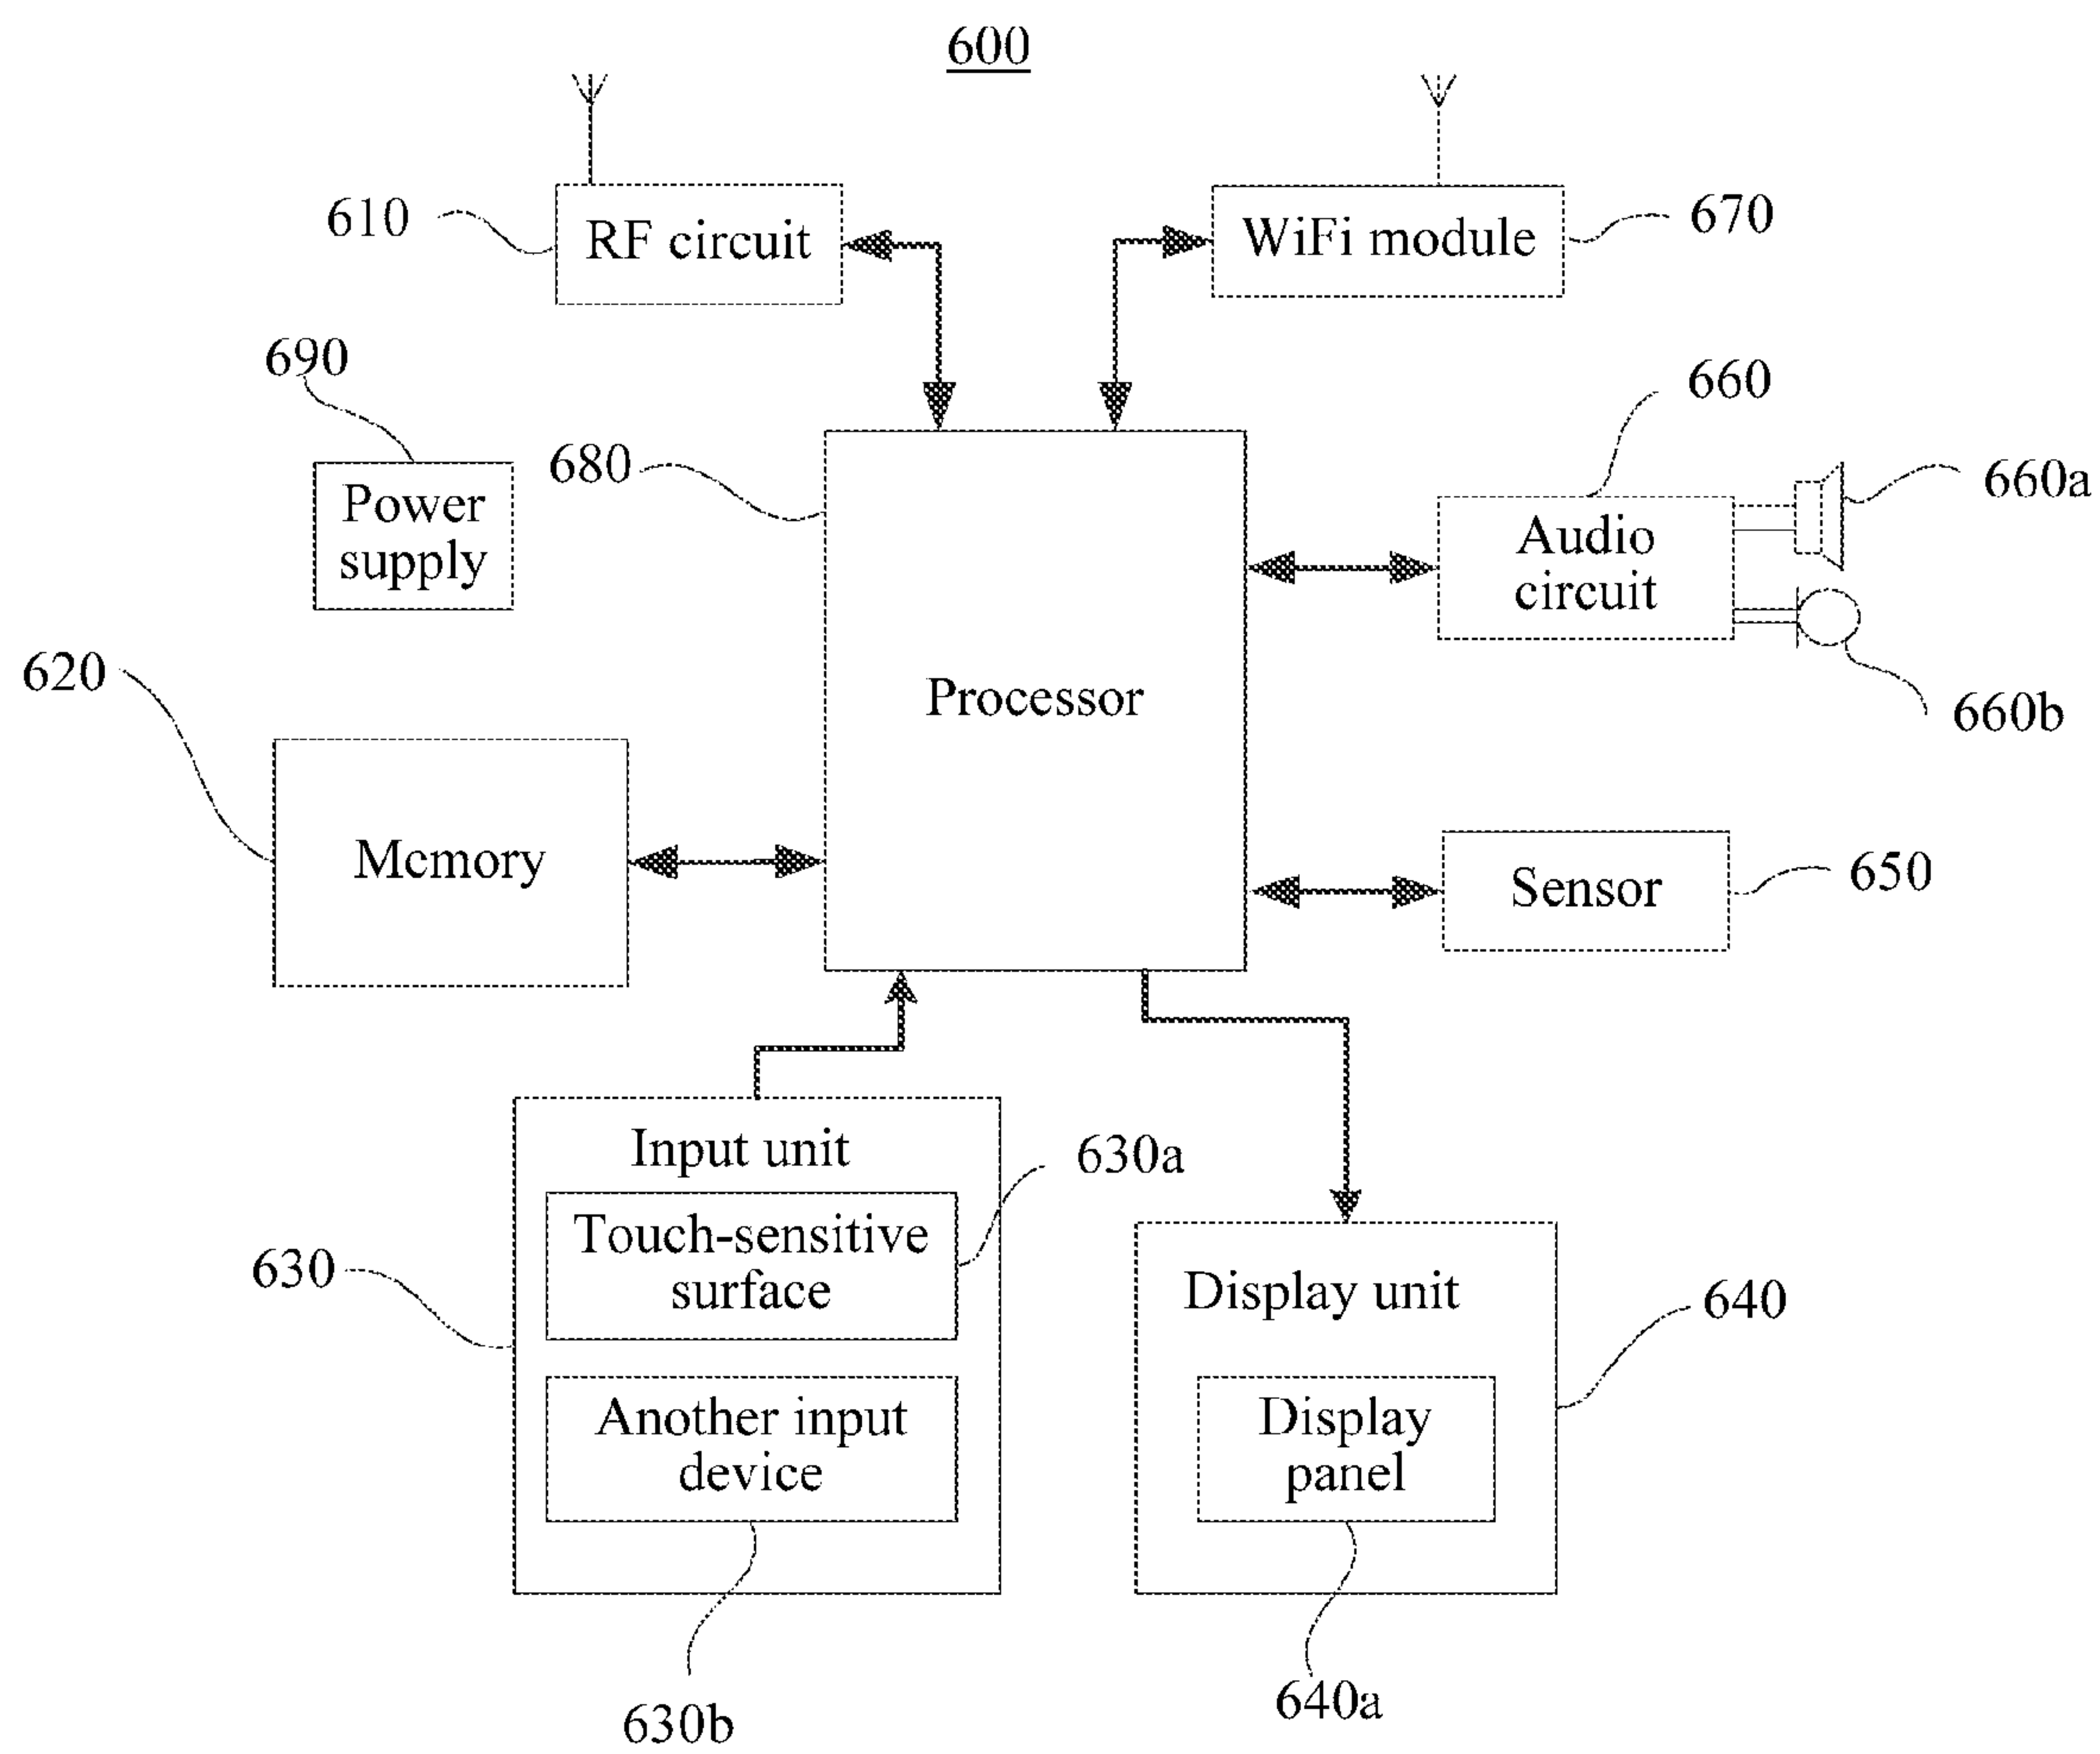 600
610
RF circuit
WiFi module
670
690
Power
supply
680
Processor
660
Audio
circuit
660a
660b
620
Memory
Sensor
650
Input unit
630a
Touch-sensitive
surface
630
Another input
device
630b
Display unit
640
Display
panel
640a